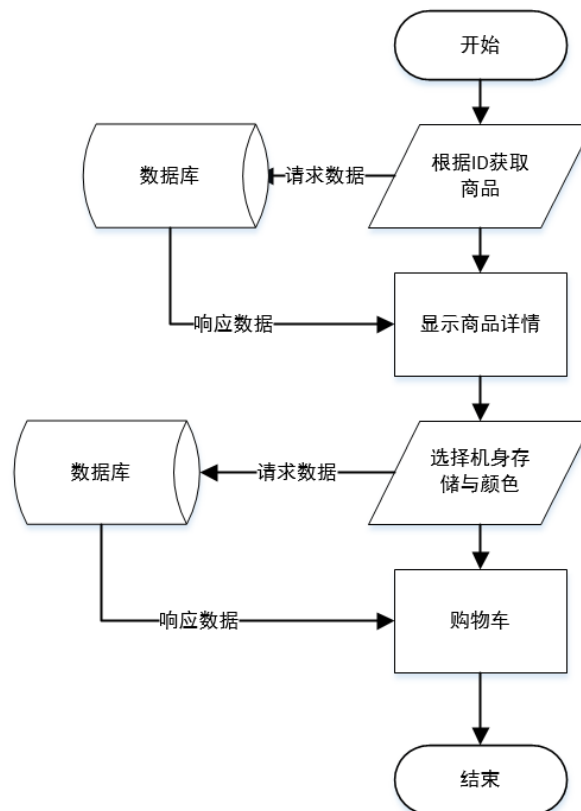 开始
数据库
请求数据
根据ID获取
商品
响应数据
显示商品详情
数据库
请求数据
选择机身存
储与颜色
响应数据
购物车
结束